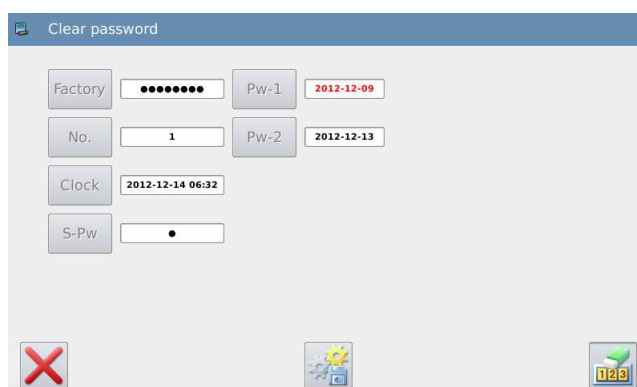 Clear password
Factory ●●●●●●●● Pw-1 2012-12-09
No. 1 Pw-2 2012-12-13
Clock 2012-12-14 06:32
S-Pw ●
123